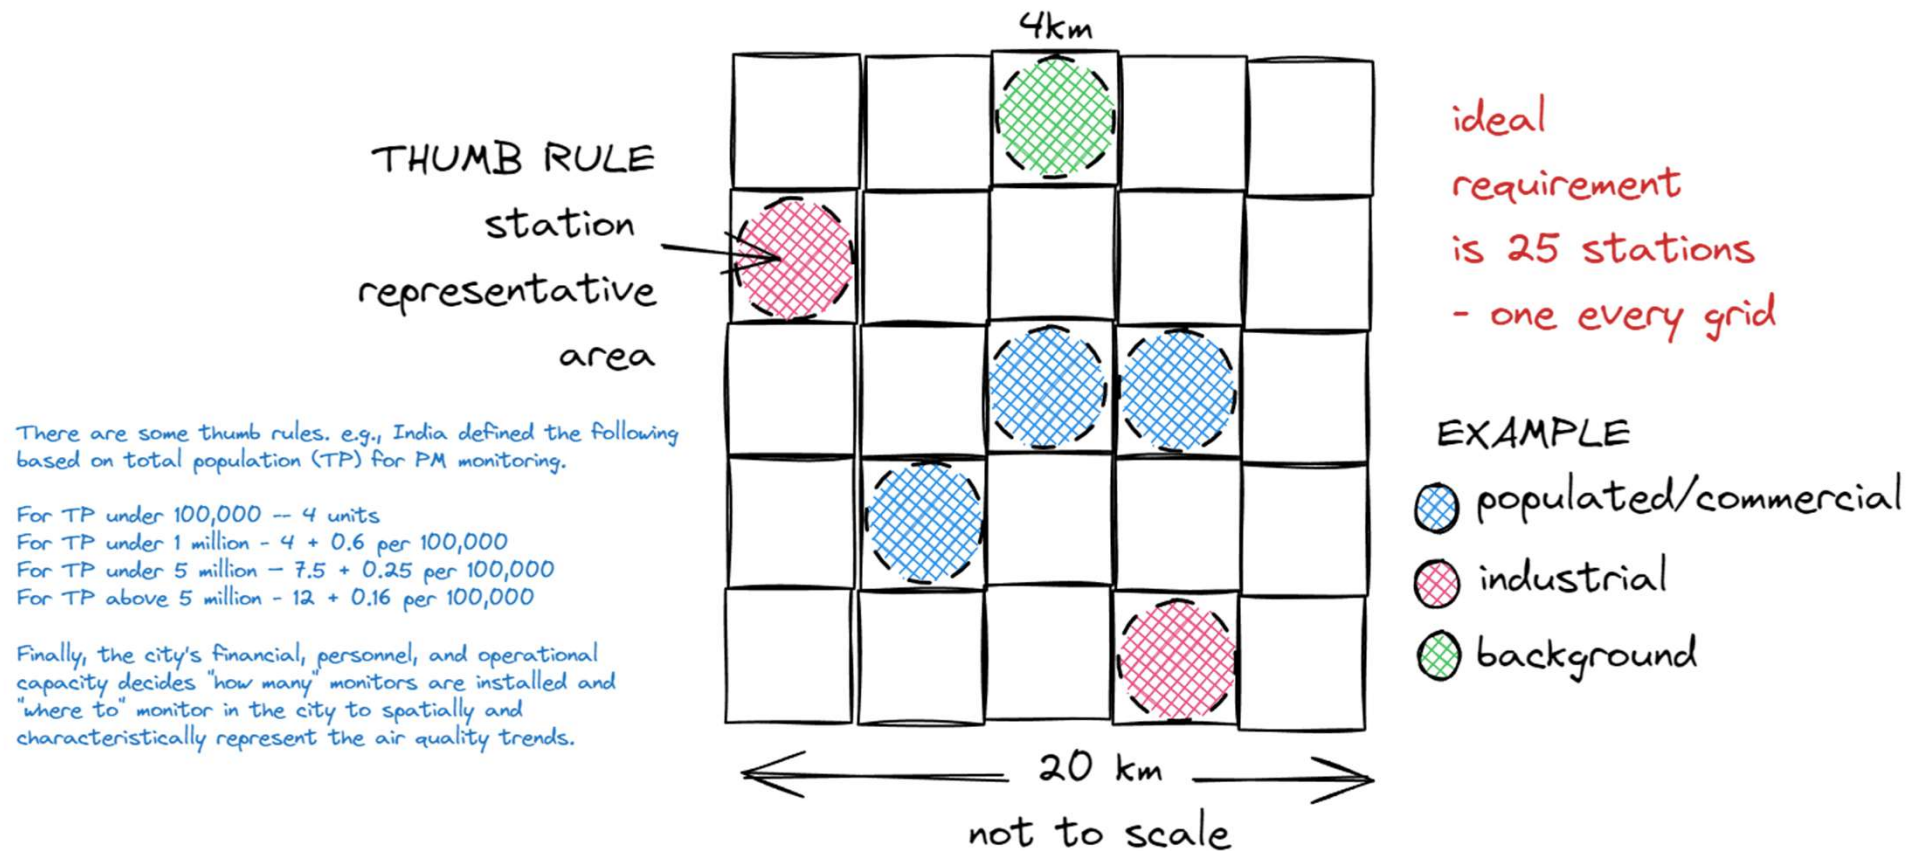 4km
THUMB RULE
station
representative
area
There are some thumb rules. e.g., India defined the following
based on total population (TP) for PM monitoring.
For TP under 100,000 -- 4 units
For TP under 1 million - 4 + 0.6 per 100,000
For TP under 5 million - 7.5 + 0.25 per 100,000
For TP above 5 million - 12 + 0.16 per 100,000
Finally, the city's financial, personnel, and operational
capacity decides "how many" monitors are installed and
"where to" monitor in the city to spatially and
characteristically represent the air quality trends.
ideal
requirement
is 25 stations
- one every grid
EXAMPLE
populated/commercial
industrial
background
20 km
not to scale